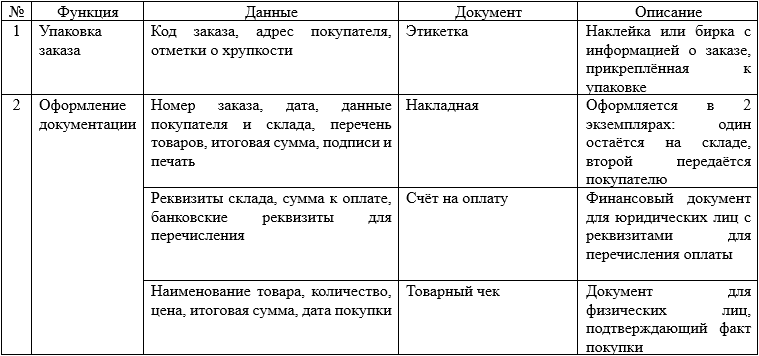 № Функция Данные Документ Описание
1 Упаковка заказа Код заказа, адрес покупателя, отметки о хрупкости Этикетка Наклейка или бирка с информацией о заказе, прикреплённая к упаковке
2 Оформление документации Номер заказа, дата, данные покупателя и склада, перечень товаров, итоговая сумма, подписи и печать Накладная Оформляется в 2 экземплярах: один остаётся на складе, второй передаётся покупателю
Реквизиты склада, сумма к оплате, банковские реквизиты для перечисления Счёт на оплату Финансовый документ для юридических лиц с реквизитами для перечисления оплаты
Наименование товара, количество, цена, итоговая сумма, дата покупки Товарный чек Документ для физических лиц, подтверждающий факт покупки